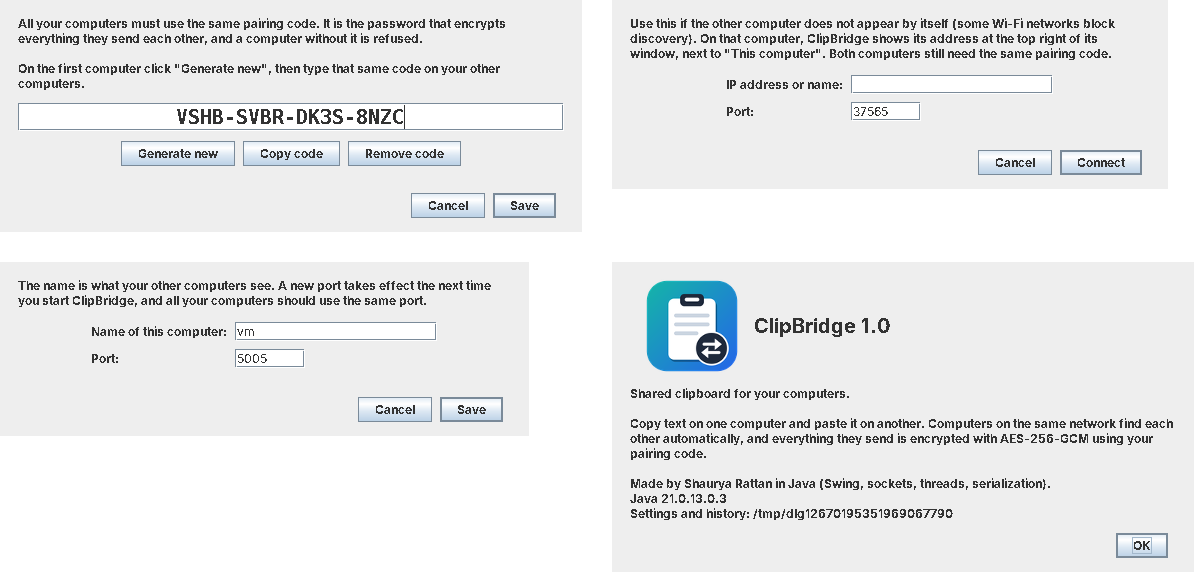 All your computers must use the same pairing code. It is the password that encrypts
everything they send each other, and a computer without it is refused.
On the first computer click "Generate new", then type that same code on your other
computers.
VSHB-SVBR-DK3S-8NZC
Generate new
Copy code
Remove code
Cancel
Save
Use this if the other computer does not appear by itself (some Wi-Fi networks block
discovery). On that computer, ClipBridge shows its address at the top right of its
window, next to "This computer". Both computers still need the same pairing code.
IP address or name:
Port: 37565
Cancel
Connect
The name is what your other computers see. A new port takes effect the next time
you start ClipBridge, and all your computers should use the same port.
Name of this computer: vm
Port: 5005
Cancel
Save
ClipBridge 1.0
Shared clipboard for your computers.
Copy text on one computer and paste it on another. Computers on the same network find each
other automatically, and everything they send is encrypted with AES-256-GCM using your
pairing code.
Made by Shaurya Rattan in Java (Swing, sockets, threads, serialization).
Java 21.0.13.0.3
Settings and history: /tmp/dlg12670195351969067790
OK